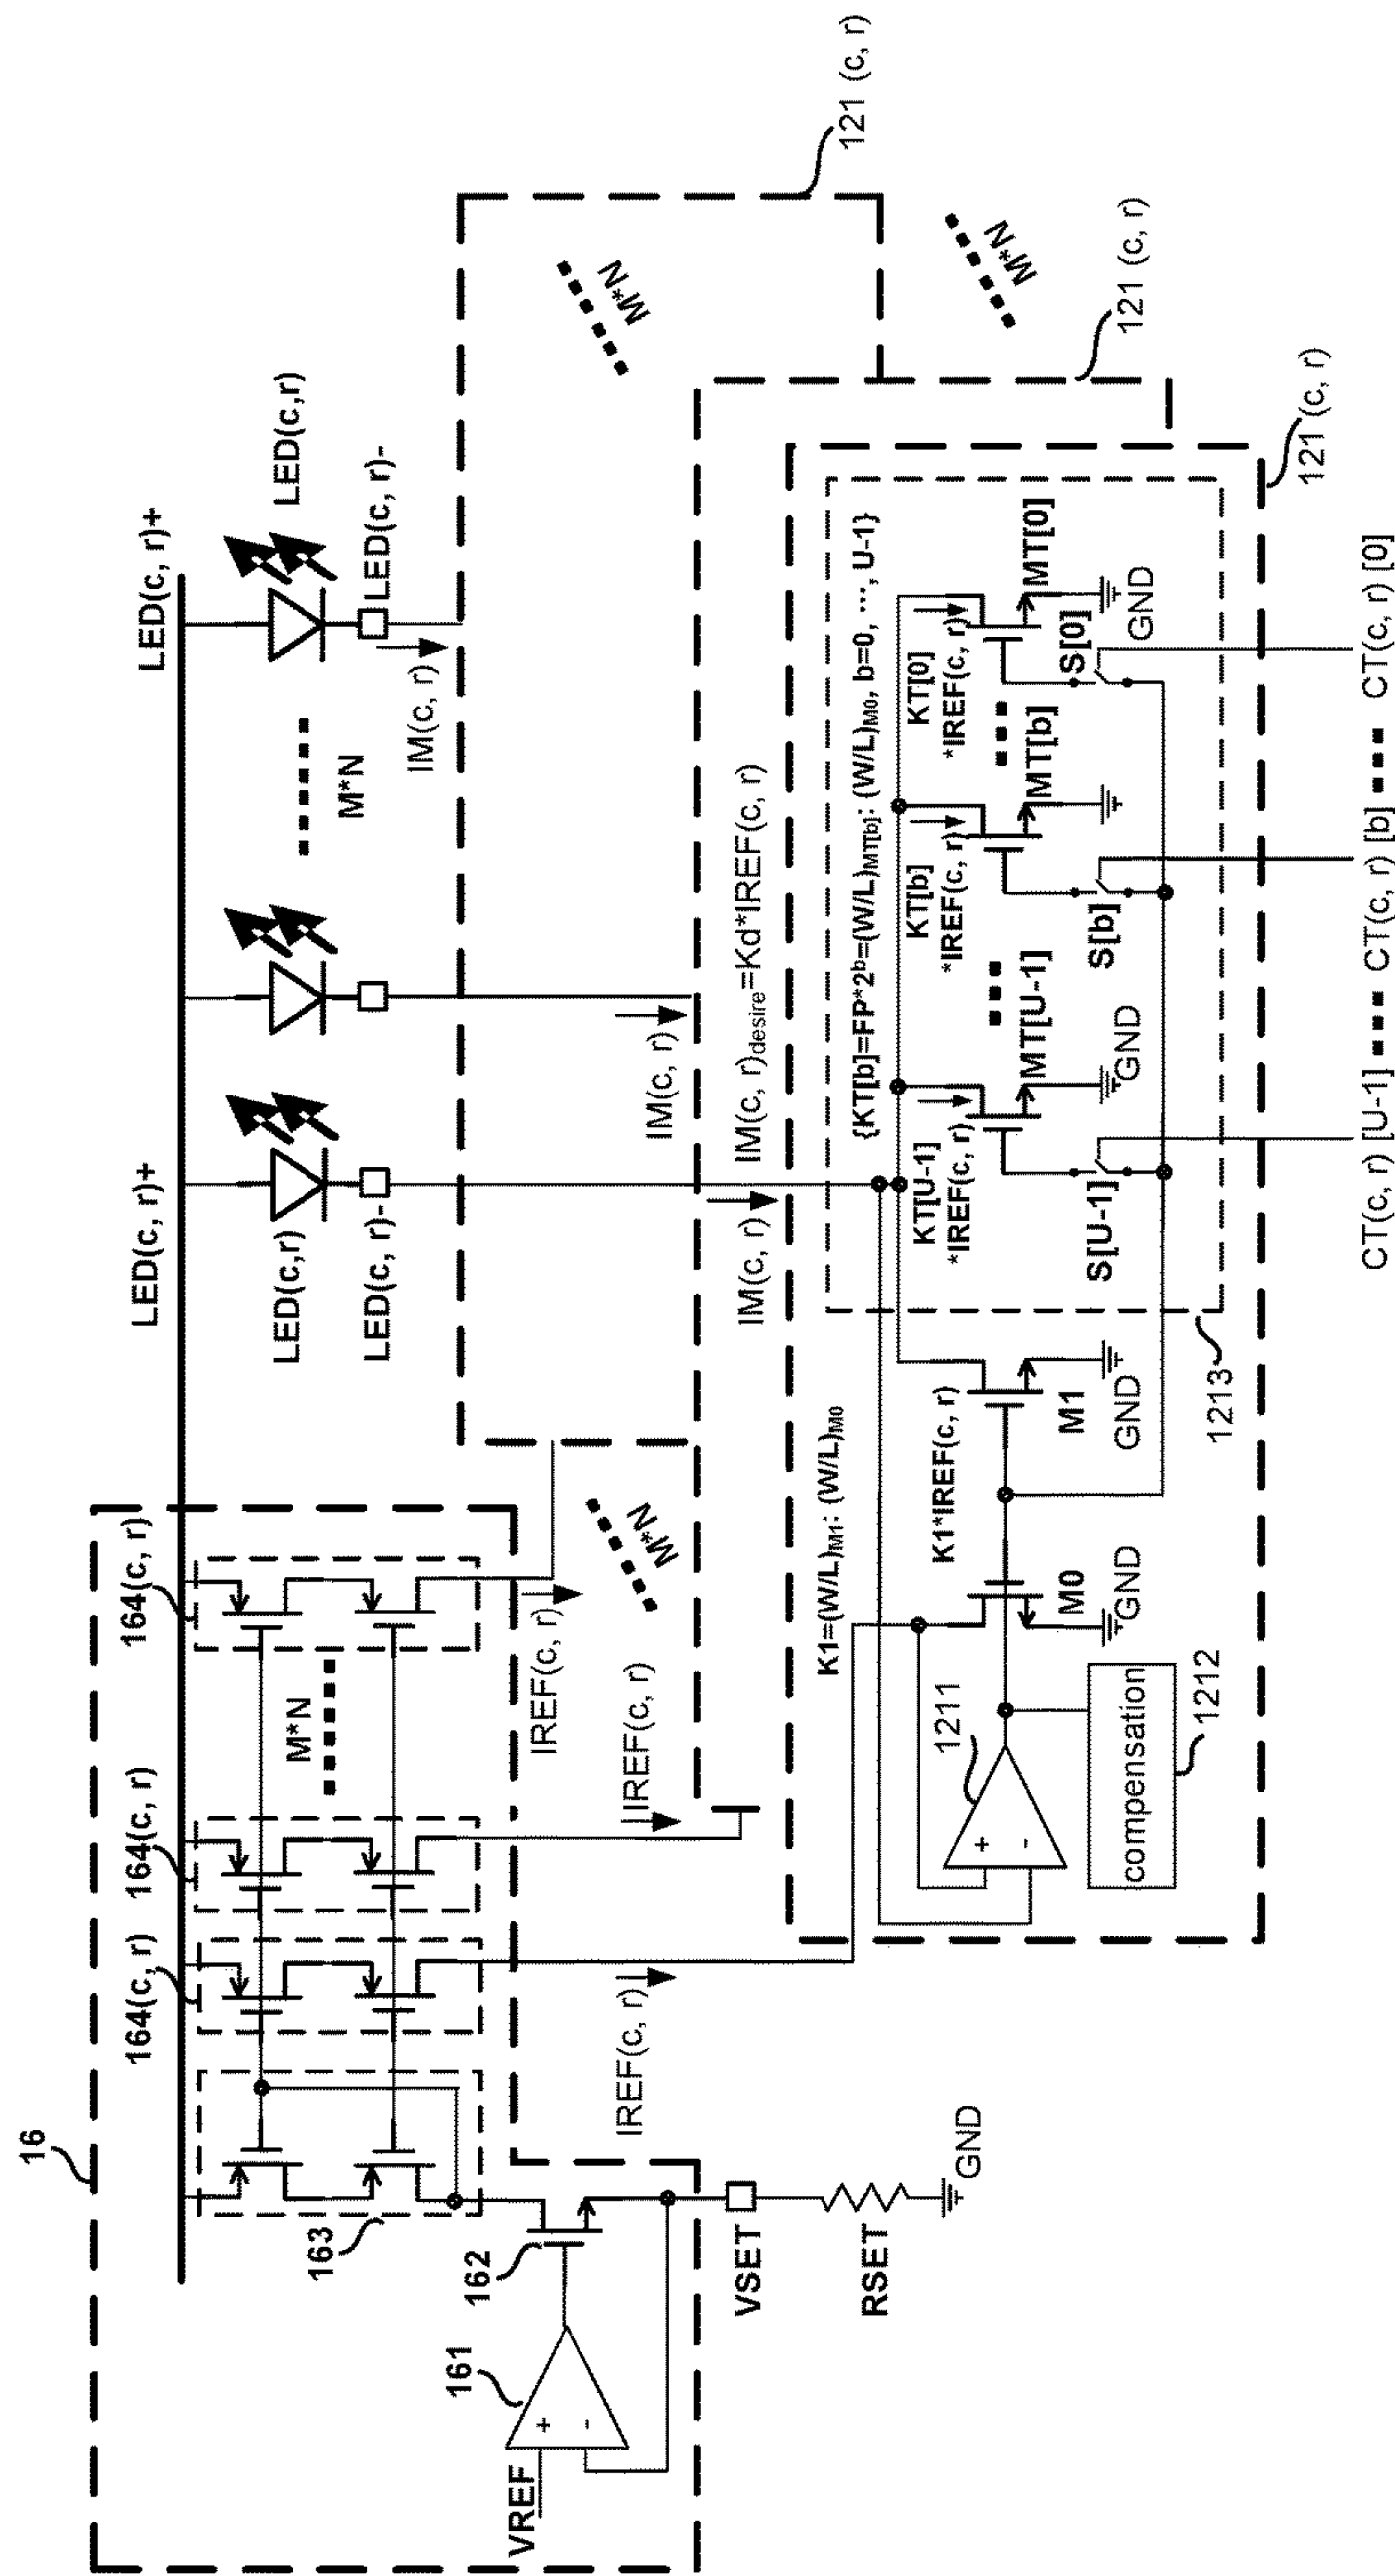 16
164(c, r)
164(c, r)
164(c, r)
LED(c, r)+
LED(c, r)+
M*N
163
162
161
VREF
+
-
VSET
RSET
GND
IREF(c, r)
IREF(c, r)
IREF(c, r)
M*N
LED(c,r)
LED(c, r)-
M*N
LED(c,r)
LED(c, r)-
IM(c, r)
IM(c, r)
IM(c, r)
IM(c, r)desire=Kd*IREF(c, r)
M*N
M*N
121 (c, r)
121 (c, r)
121 (c, r)
K1=(W/L)M1: (W/L)M0
{KT[b]=FP*2ᵇ=(W/L)MT[b]: (W/L)M0, b=0, ···, U-1}
1211
+
-
compensation
1212
M0
GND
K1*IREF(c, r)
M1
GND
1213
KT[U-1]
*IREF(c, r)
MT[U-1]
GND
S[U-1]
KT[b]
*IREF(c, r)
MT[b]
S[b]
KT[0]
*IREF(c, r)
MT[0]
GND
S[0]
CT(c, r) [U-1] CT(c, r) [b] CT(c, r) [0]